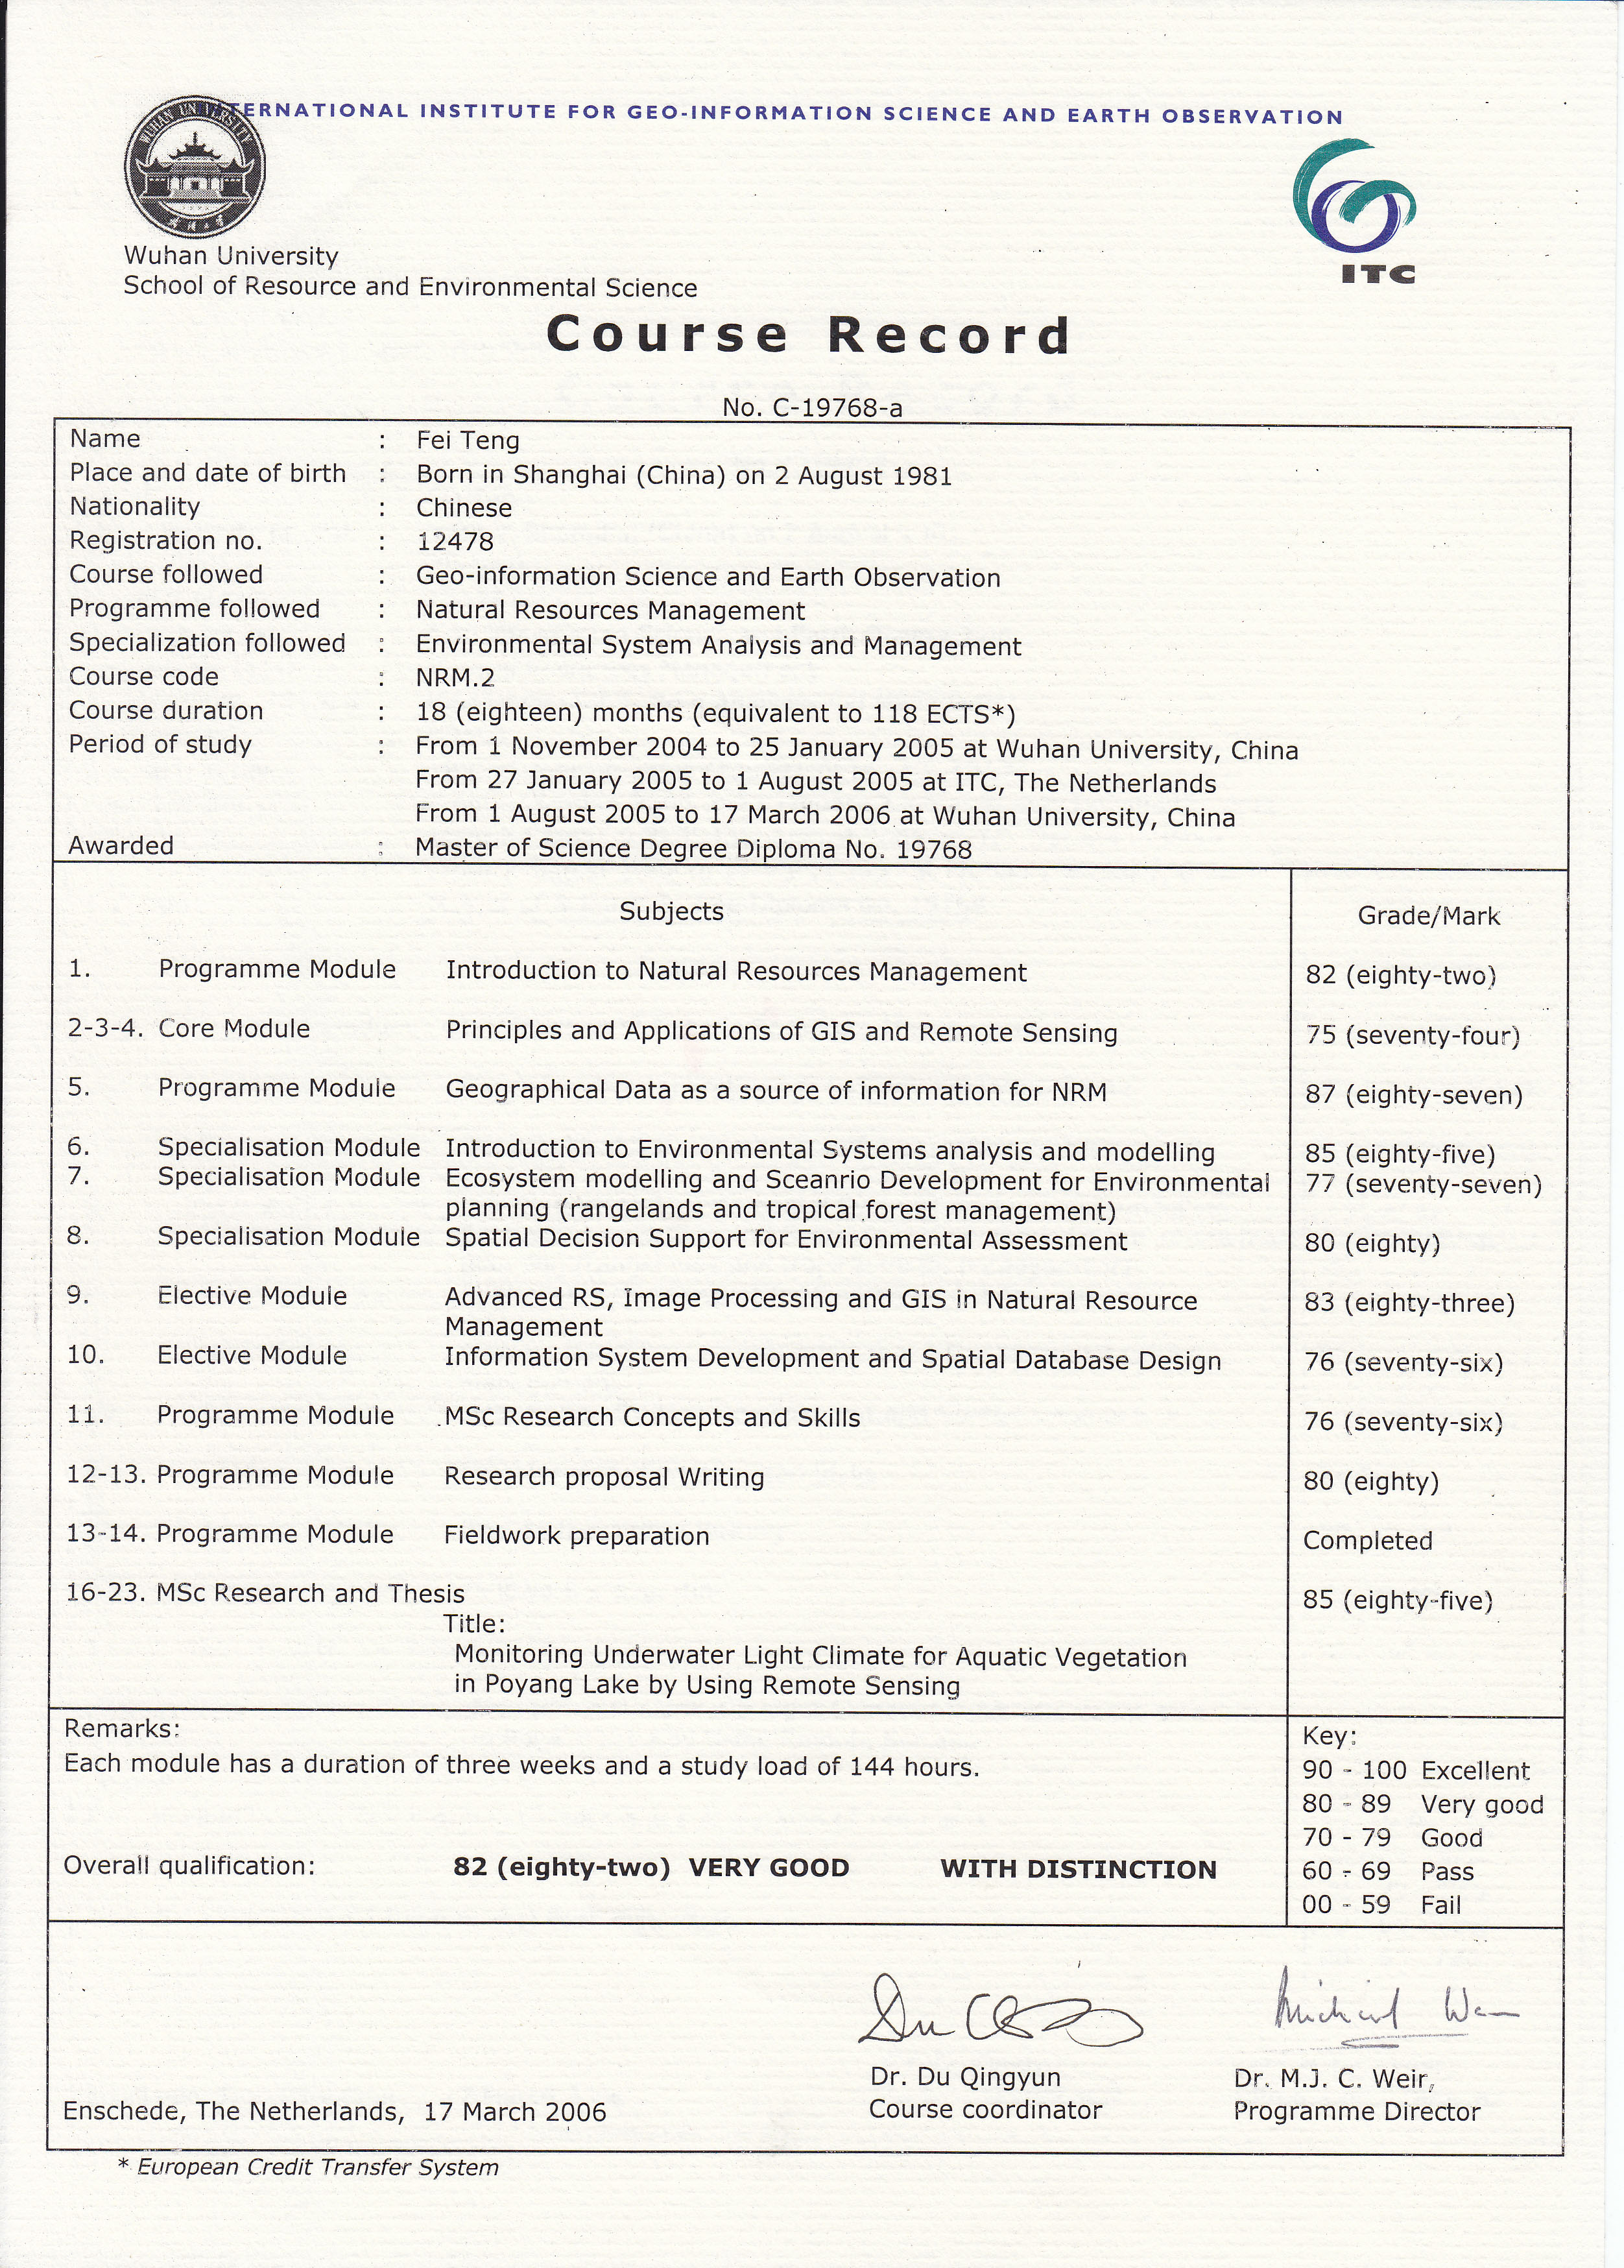 INTERNATIONAL INSTITUTE FOR GEO-INFORMATION SCIENCE AND EARTH OBSERVATION
WUHAN UNIVERSITY
ITC
Wuhan University
School of Resource and Environmental Science
Course Record
No. C-19768-a
Name : Fei Teng
Place and date of birth : Born in Shanghai (China) on 2 August 1981
Nationality : Chinese
Registration no. : 12478
Course followed : Geo-information Science and Earth Observation
Programme followed : Natural Resources Management
Specialization followed : Environmental System Analysis and Management
Course code : NRM.2
Course duration : 18 (eighteen) months (equivalent to 118 ECTS*)
Period of study : From 1 November 2004 to 25 January 2005 at Wuhan University, China
From 27 January 2005 to 1 August 2005 at ITC, The Netherlands
From 1 August 2005 to 17 March 2006 at Wuhan University, China
Awarded : Master of Science Degree Diploma No. 19768
Subjects Grade/Mark
1. Programme Module Introduction to Natural Resources Management 82 (eighty-two)
2-3-4. Core Module Principles and Applications of GIS and Remote Sensing 75 (seventy-four)
5. Programme Module Geographical Data as a source of information for NRM 87 (eighty-seven)
6. Specialisation Module Introduction to Environmental Systems analysis and modelling 85 (eighty-five)
7. Specialisation Module Ecosystem modelling and Sceanrio Development for Environmental 77 (seventy-seven)
planning (rangelands and tropical forest management)
8. Specialisation Module Spatial Decision Support for Environmental Assessment 80 (eighty)
9. Elective Module Advanced RS, Image Processing and GIS in Natural Resource 83 (eighty-three)
Management
10. Elective Module Information System Development and Spatial Database Design 76 (seventy-six)
11. Programme Module MSc Research Concepts and Skills 76 (seventy-six)
12-13. Programme Module Research proposal Writing 80 (eighty)
13-14. Programme Module Fieldwork preparation Completed
16-23. MSc Research and Thesis 85 (eighty-five)
Title:
Monitoring Underwater Light Climate for Aquatic Vegetation
in Poyang Lake by Using Remote Sensing
Remarks:
Each module has a duration of three weeks and a study load of 144 hours.
Overall qualification: 82 (eighty-two) VERY GOOD WITH DISTINCTION
Key:
90 - 100 Excellent
80 - 89 Very good
70 - 79 Good
60 - 69 Pass
00 - 59 Fail
Dr. Du Qingyun
Course coordinator
Dr. M.J. C. Weir,
Programme Director
Enschede, The Netherlands, 17 March 2006
* European Credit Transfer System